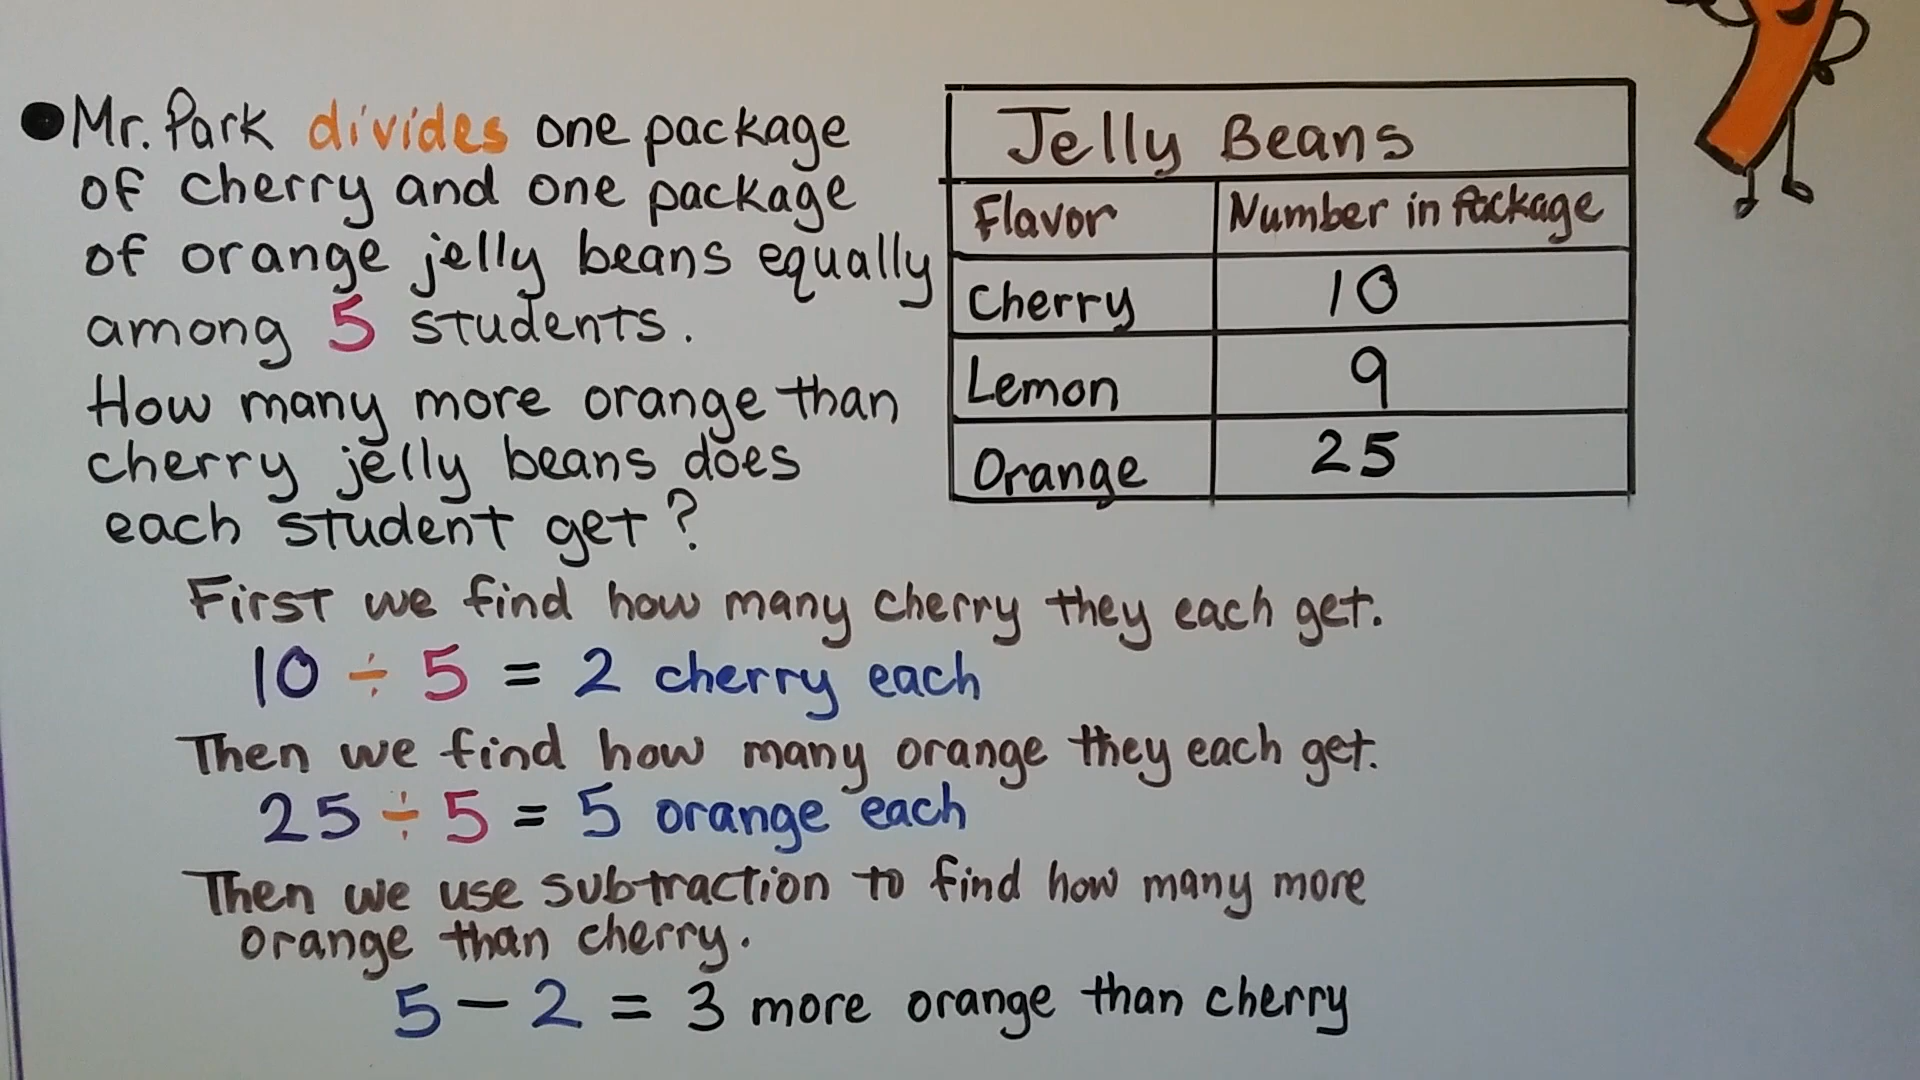 Mr. Park divides one package
of cherry and one package
of orange jelly beans equally
among 5 students.
How many more orange than
cherry jelly beans does
each student get?
Jelly Beans
Flavor Number in Package
Cherry 10
Lemon 9
Orange 25
First we find how many cherry they each get.
10 ÷ 5 = 2 cherry each
Then we find how many orange they each get.
25 ÷ 5 = 5 orange each
Then we use subtraction to find how many more
orange than cherry.
5 - 2 = 3 more orange than cherry